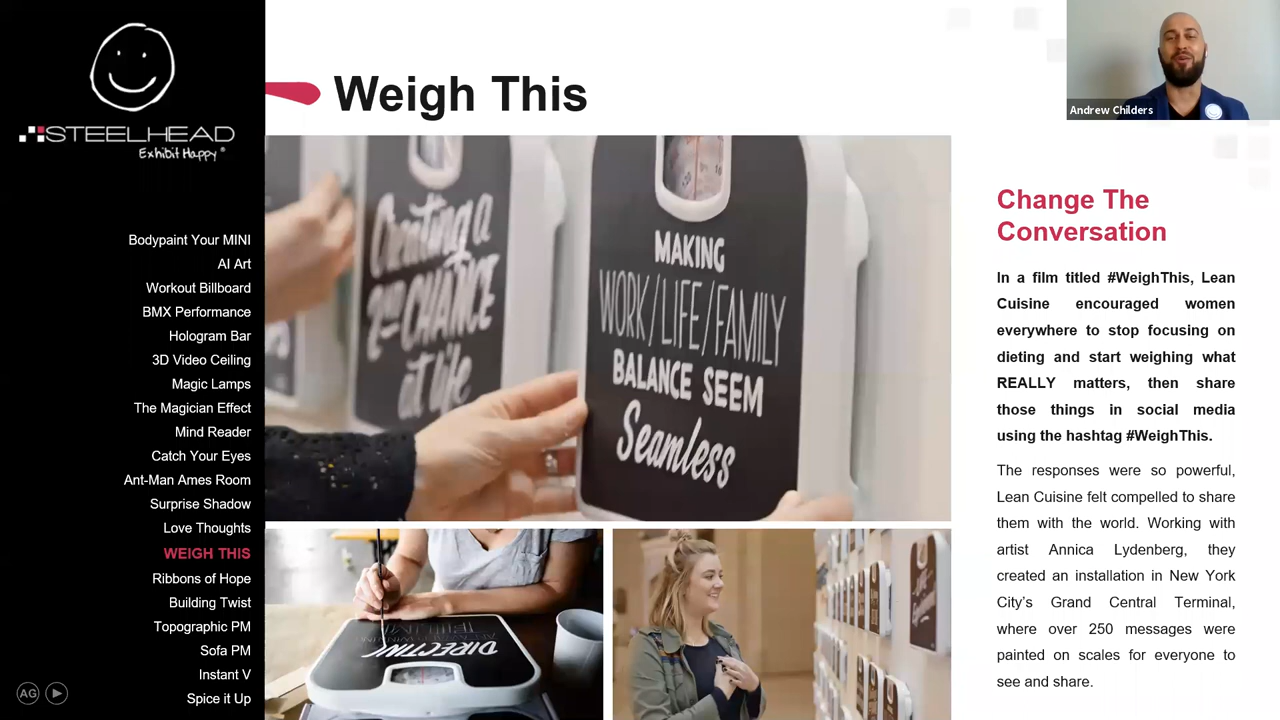 STEELHEAD
Exhibit Happy®
Bodypaint Your MINI
AI Art
Workout Billboard
BMX Performance
Hologram Bar
3D Video Ceiling
Magic Lamps
The Magician Effect
Mind Reader
Catch Your Eyes
Ant-Man Ames Room
Surprise Shadow
Love Thoughts
WEIGH THIS
Ribbons of Hope
Building Twist
Topographic PM
Sofa PM
Instant V
Spice it Up
AG
Weigh This
Creating a
2nd CHANCE
at life
MAKING
WORK/LIFE/FAMILY
BALANCE SEEM
Seamless
DIRECTING
Andrew Childers
Change The
Conversation
In a film titled #WeighThis, Lean
Cuisine encouraged women
everywhere to stop focusing on
dieting and start weighing what
REALLY matters, then share
those things in social media
using the hashtag #WeighThis.
The responses were so powerful,
Lean Cuisine felt compelled to share
them with the world. Working with
artist Annica Lydenberg, they
created an installation in New York
City's Grand Central Terminal,
where over 250 messages were
painted on scales for everyone to
see and share.